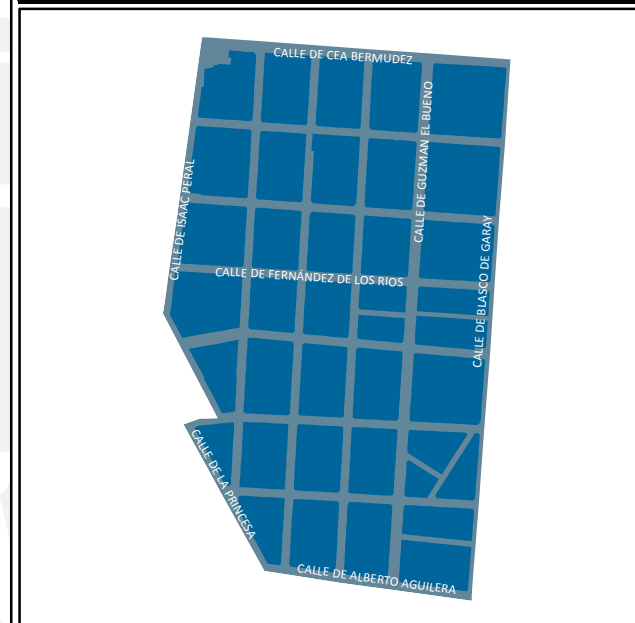 CALLE DE CEA BERMUDEZ
CALLE DE GUZMAN EL BUENO
CALLE DE ISAAC PERAL
CALLE DE BLASCO DE GARAY
CALLE DE FERNÁNDEZ DE LOS RIOS
CALLE DE LA PRINCESA
CALLE DE ALBERTO AGUILERA